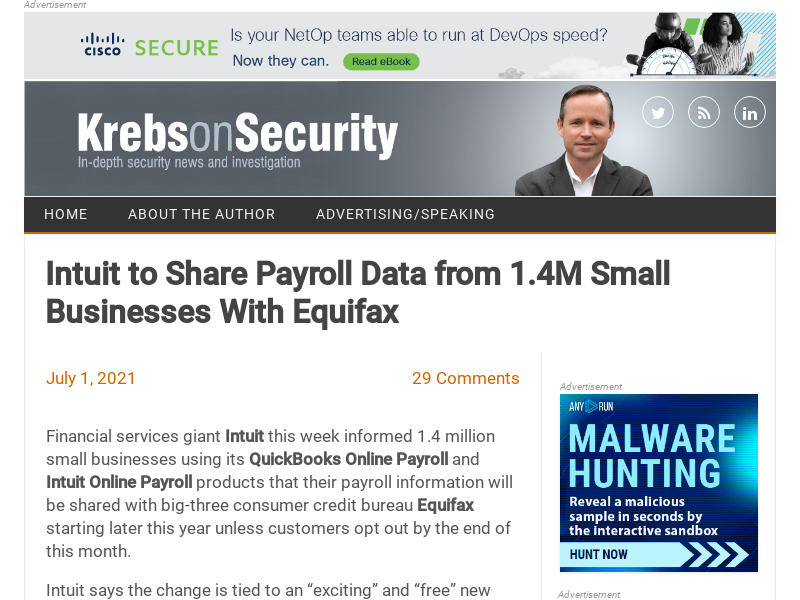 Advertisement
CISCO SECURE
Is your NetOp teams able to run at DevOps speed?
Now they can.
Read eBook
KrebsonSecurity
In-depth security news and investigation
HOME ABOUT THE AUTHOR ADVERTISING/SPEAKING
Intuit to Share Payroll Data from 1.4M Small
Businesses With Equifax
July 1, 2021
29 Comments
Financial services giant Intuit this week informed 1.4 million
small businesses using its QuickBooks Online Payroll and
Intuit Online Payroll products that their payroll information will
be shared with big-three consumer credit bureau Equifax
starting later this year unless customers opt out by the end of
this month.
Intuit says the change is tied to an “exciting” and “free” new
Advertisement
ANY RUN
MALWARE
HUNTING
Reveal a malicious
sample in seconds by
the interactive sandbox
HUNT NOW
Advertisement